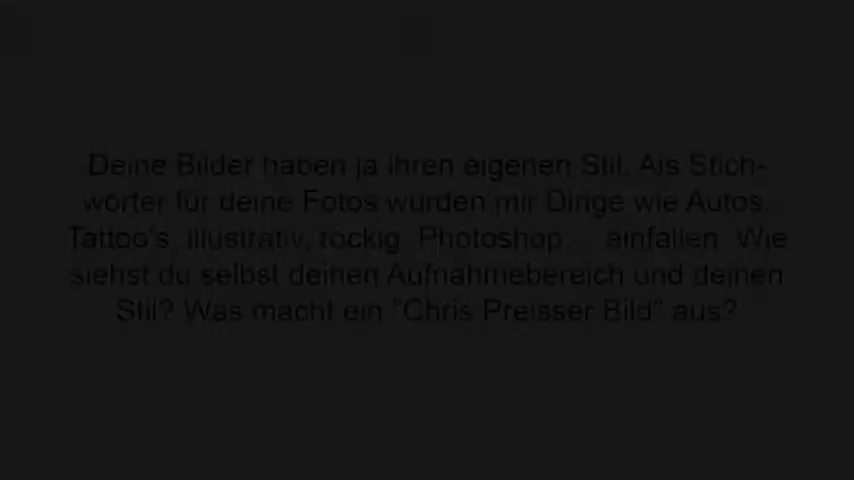 Deine Bilder haben ja ihren eigenen Stil. Als Stich-
wörter für deine Fotos würden mir Dinge wie Autos,
Tattoo's, illustrativ, rockig, Photoshop ... einfallen. Wie
siehst du selbst deinen Aufnahmebereich und deinen
Stil? Was macht ein "Chris Preisser Bild" aus?